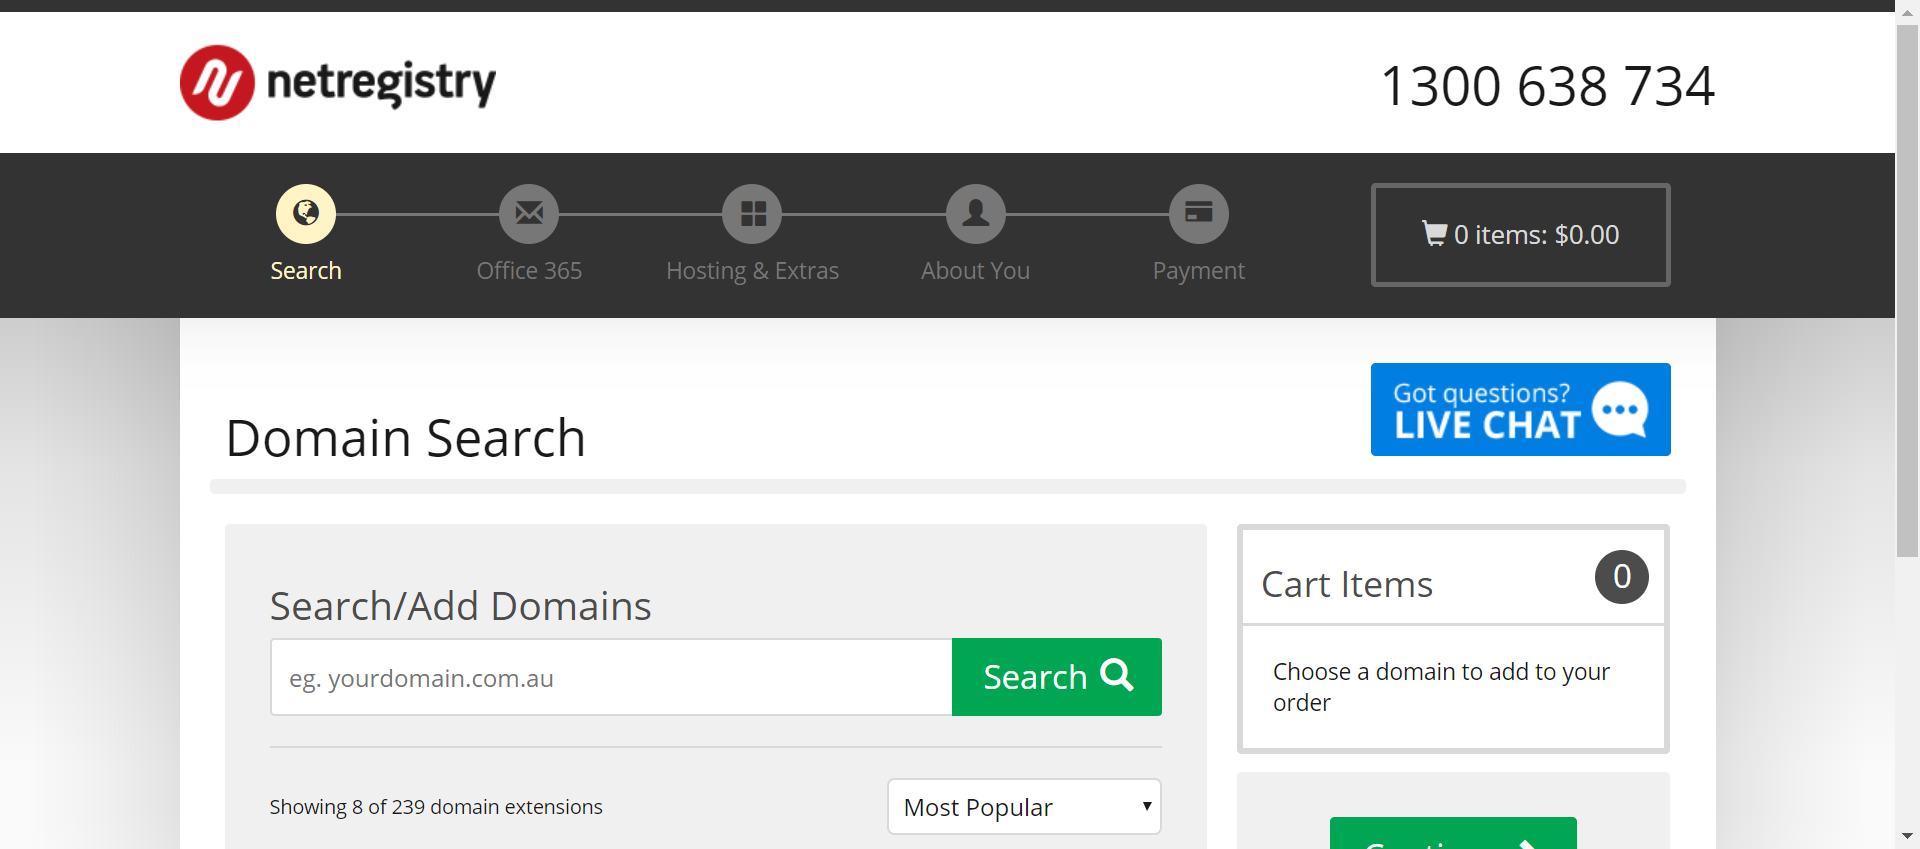 netregistry
1300 638 734
Search
Office 365
Hosting & Extras
About You
Payment
0 items: $0.00
Got questions?
LIVE CHAT
Domain Search
Search/Add Domains
eg. yourdomain.com.au
Search
Showing 8 of 239 domain extensions
Most Popular
Cart Items
0
Choose a domain to add to your
order